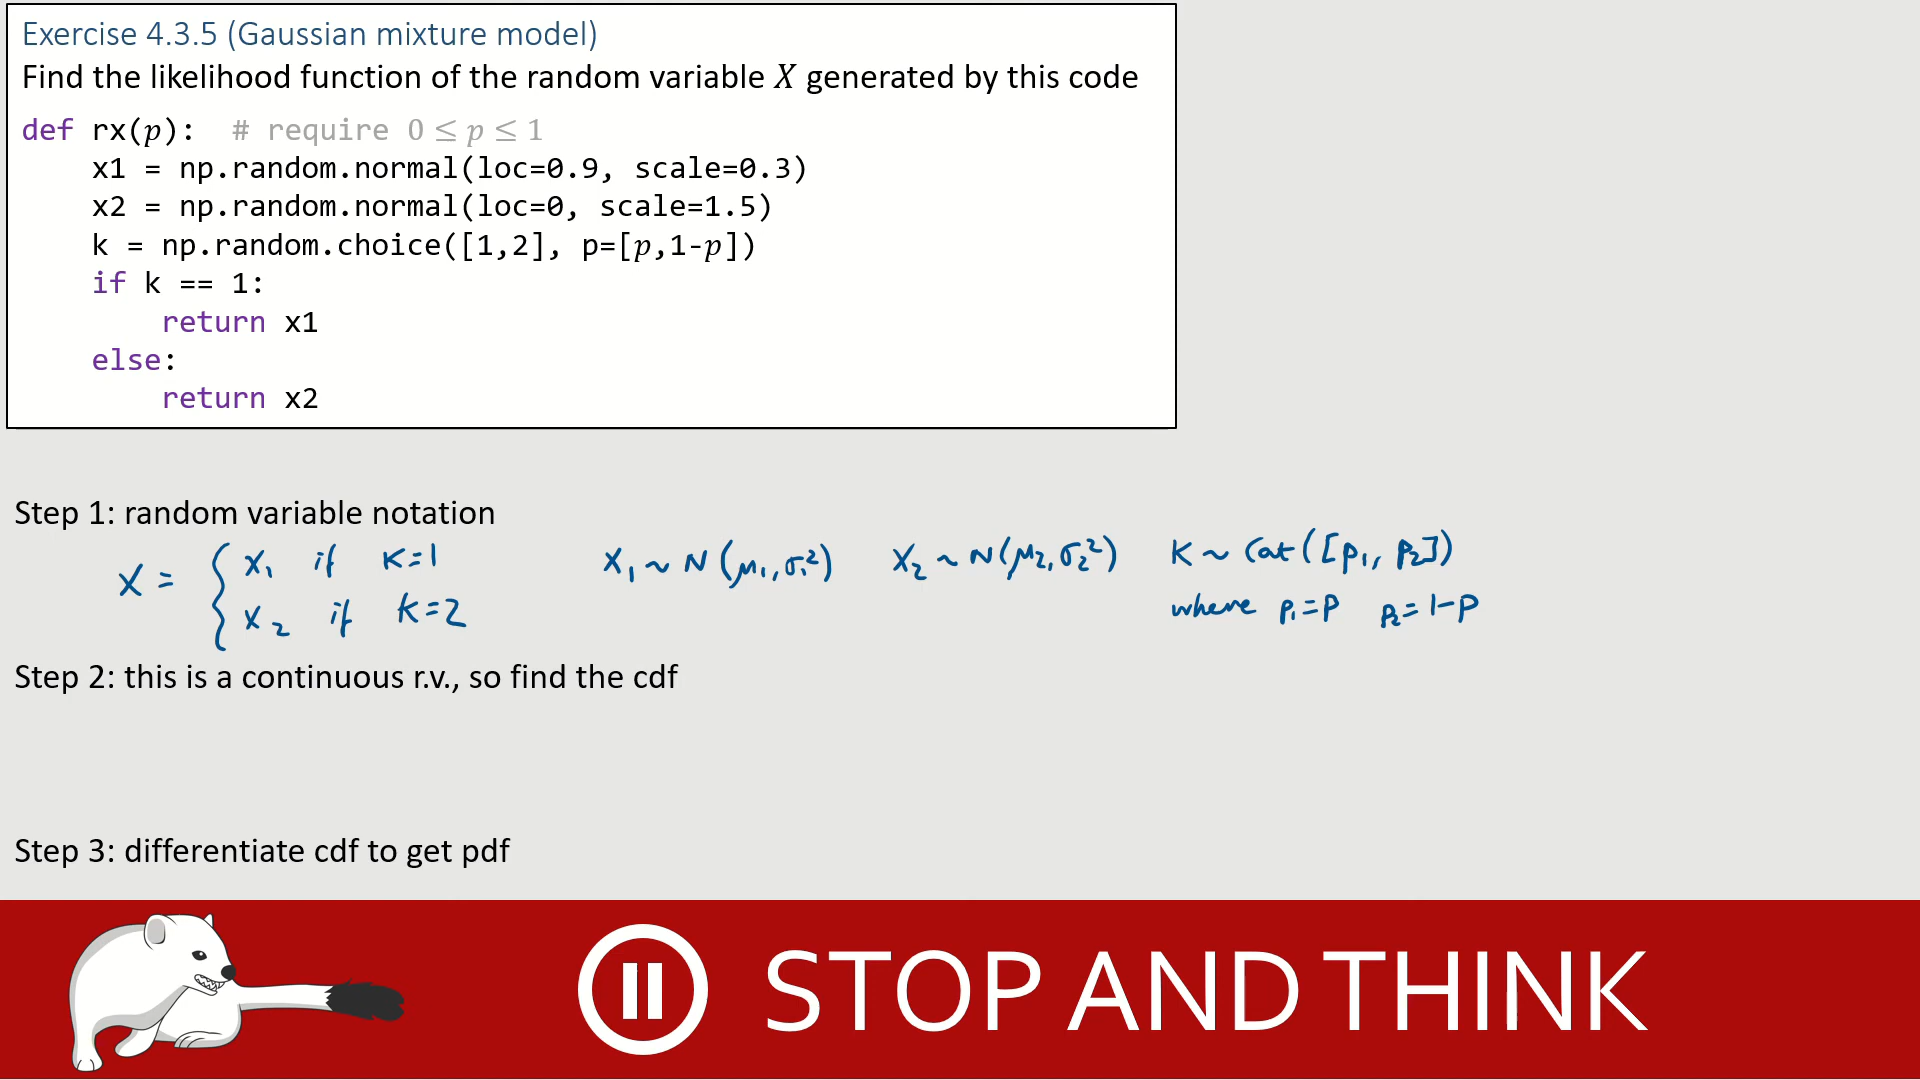 Exercise 4.3.5 (Gaussian mixture model)
Find the likelihood function of the random variable X generated by this code
def rx(p):  # require 0 ≤ p ≤ 1
    x1 = np.random.normal(loc=0.9, scale=0.3)
    x2 = np.random.normal(loc=0, scale=1.5)
    k = np.random.choice([1,2], p=[p,1-p])
    if k == 1:
        return x1
    else:
        return x2
Step 1: random variable notation
X = { X₁ if K=1   X₁ ~ N(μ₁, σ₁²)   X₂ ~ N(μ₂, σ₂²)   K ~ Cat([p₁, p₂])
X₂ if K=2   where p₁=p   p₂=1-p
Step 2: this is a continuous r.v., so find the cdf
Step 3: differentiate cdf to get pdf
STOP AND THINK